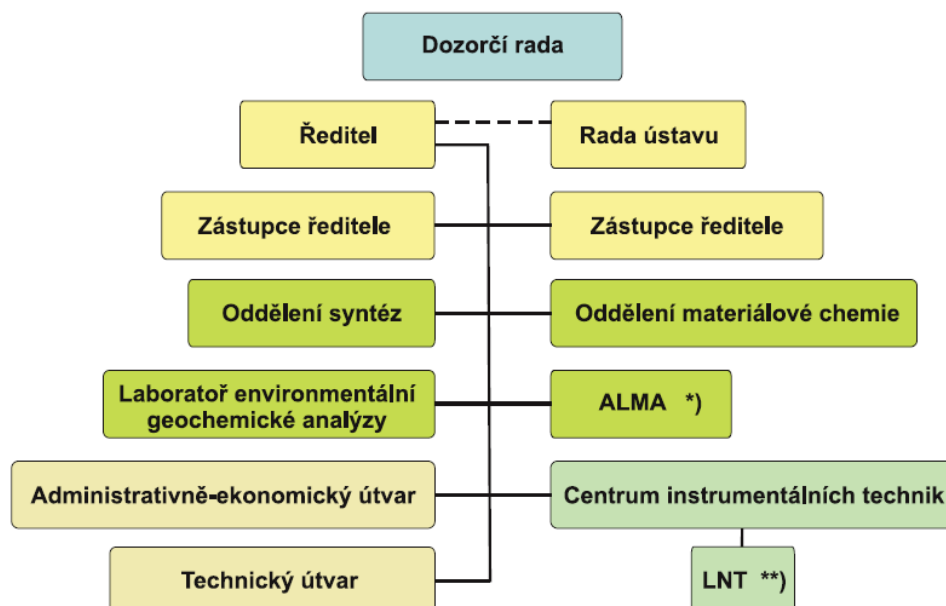 Dozorčí rada
Ředitel
Rada ústavu
Zástupce ředitele
Zástupce ředitele
Oddělení syntéz
Oddělení materiálové chemie
Laboratoř environmentální
geochemické analýzy
ALMA *)
Administrativně-ekonomický útvar
Centrum instrumentálních technik
Technický útvar
LNT **)